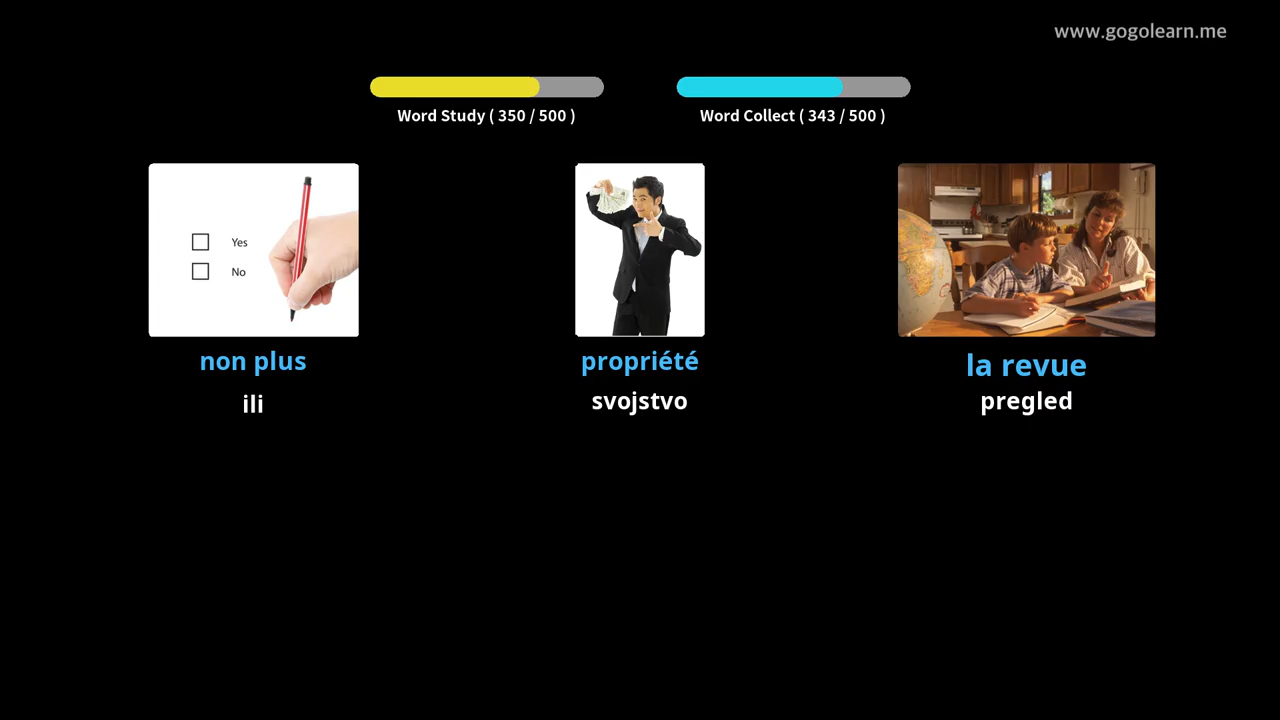 www.gogolearn.me
Word Study ( 350 / 500 )
Word Collect ( 343 / 500 )
Yes
No
non plus
propriété
la revue
ili
svojstvo
pregled